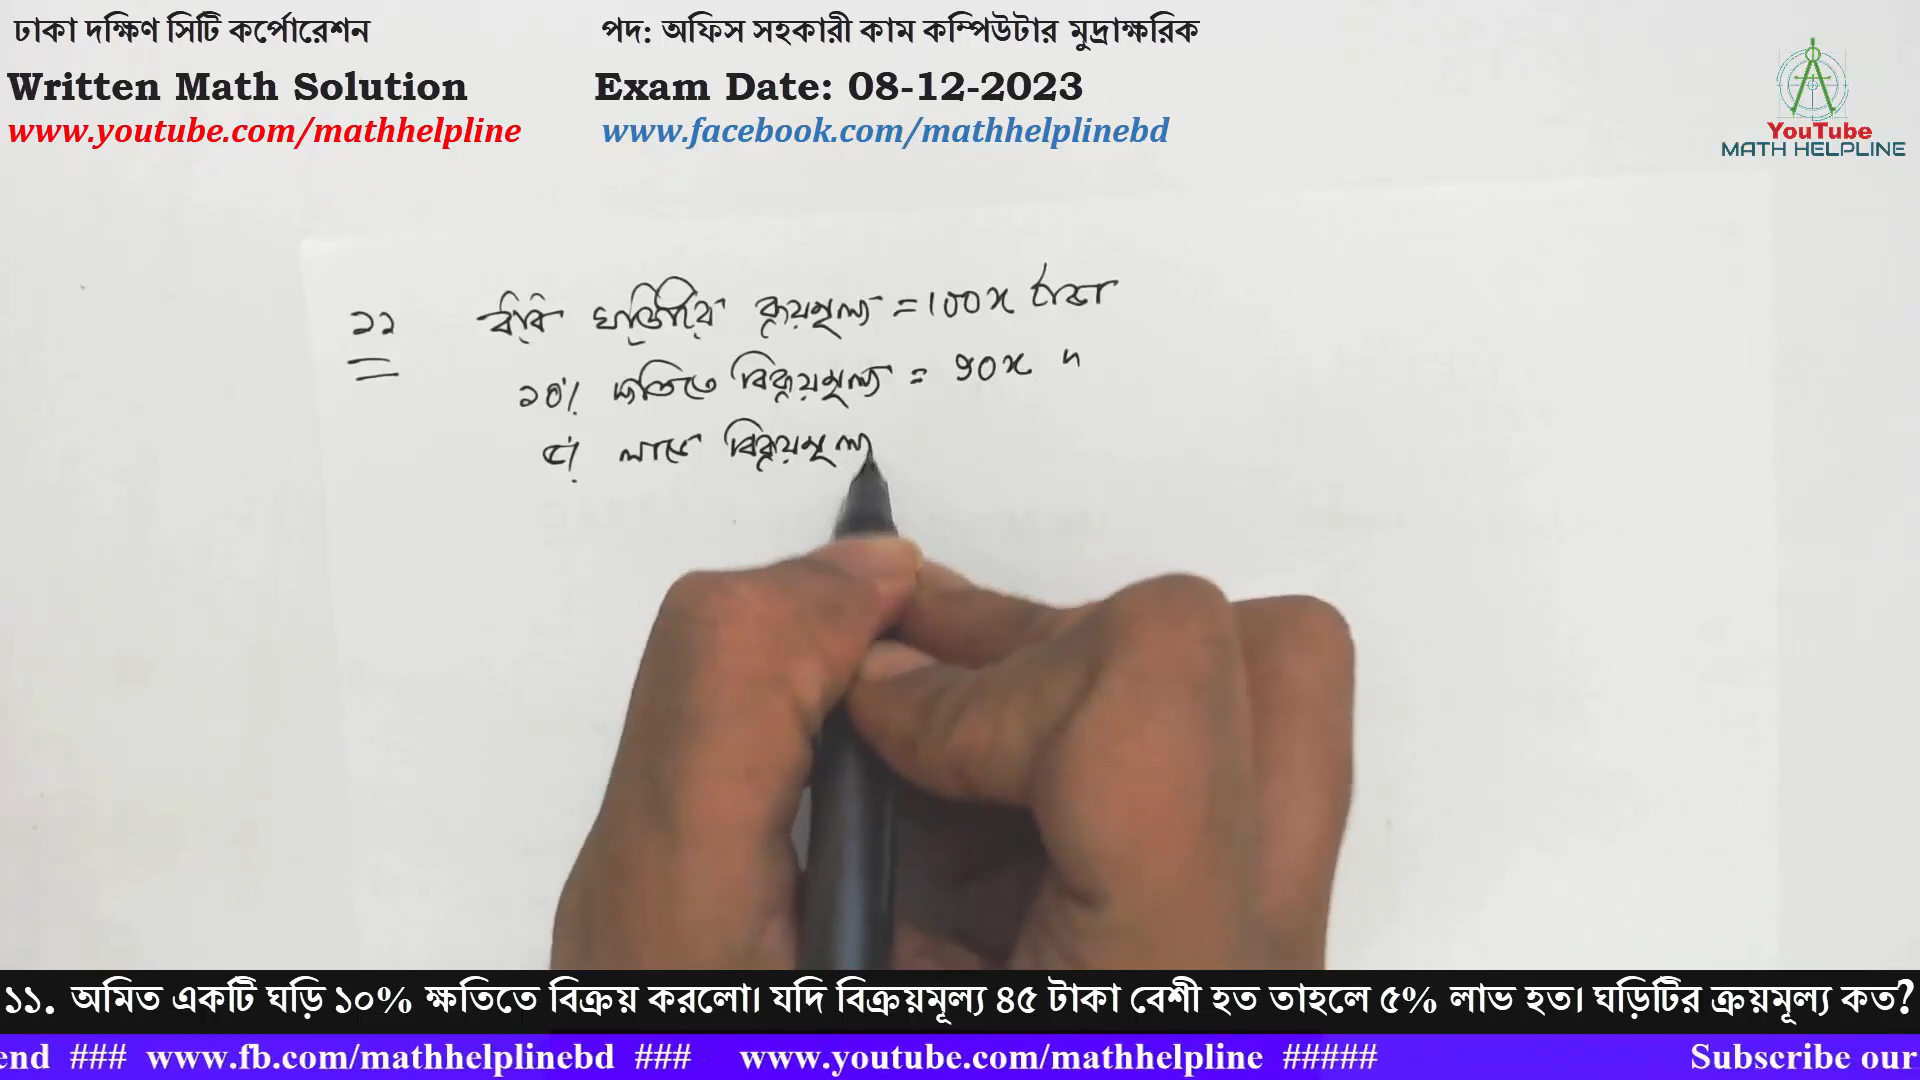 ঢাকা দক্ষিণ সিটি কর্পোরেশন
পদ: অফিস সহকারী কাম কম্পিউটার মুদ্রাক্ষরিক
Written Math Solution
Exam Date: 08-12-2023
www.youtube.com/mathhelpline
www.facebook.com/mathhelplinebd
YouTube
MATH HELPLINE
১১ ধরি ঘড়িটির ক্রয়মূল্য = 100x টাকা
১০% ক্ষতিতে বিক্রয়মূল্য = 90x "
৫% লাভে বিক্রয়মূল্য
১১. অমিত একটি ঘড়ি ১০% ক্ষতিতে বিক্রয় করলো। যদি বিক্রয়মূল্য ৪৫ টাকা বেশী হত তাহলে ৫% লাভ হত। ঘড়িটির ক্রয়মূল্য কত?
end ### www.fb.com/mathhelplinebd ### www.youtube.com/mathhelpline ##### Subscribe our